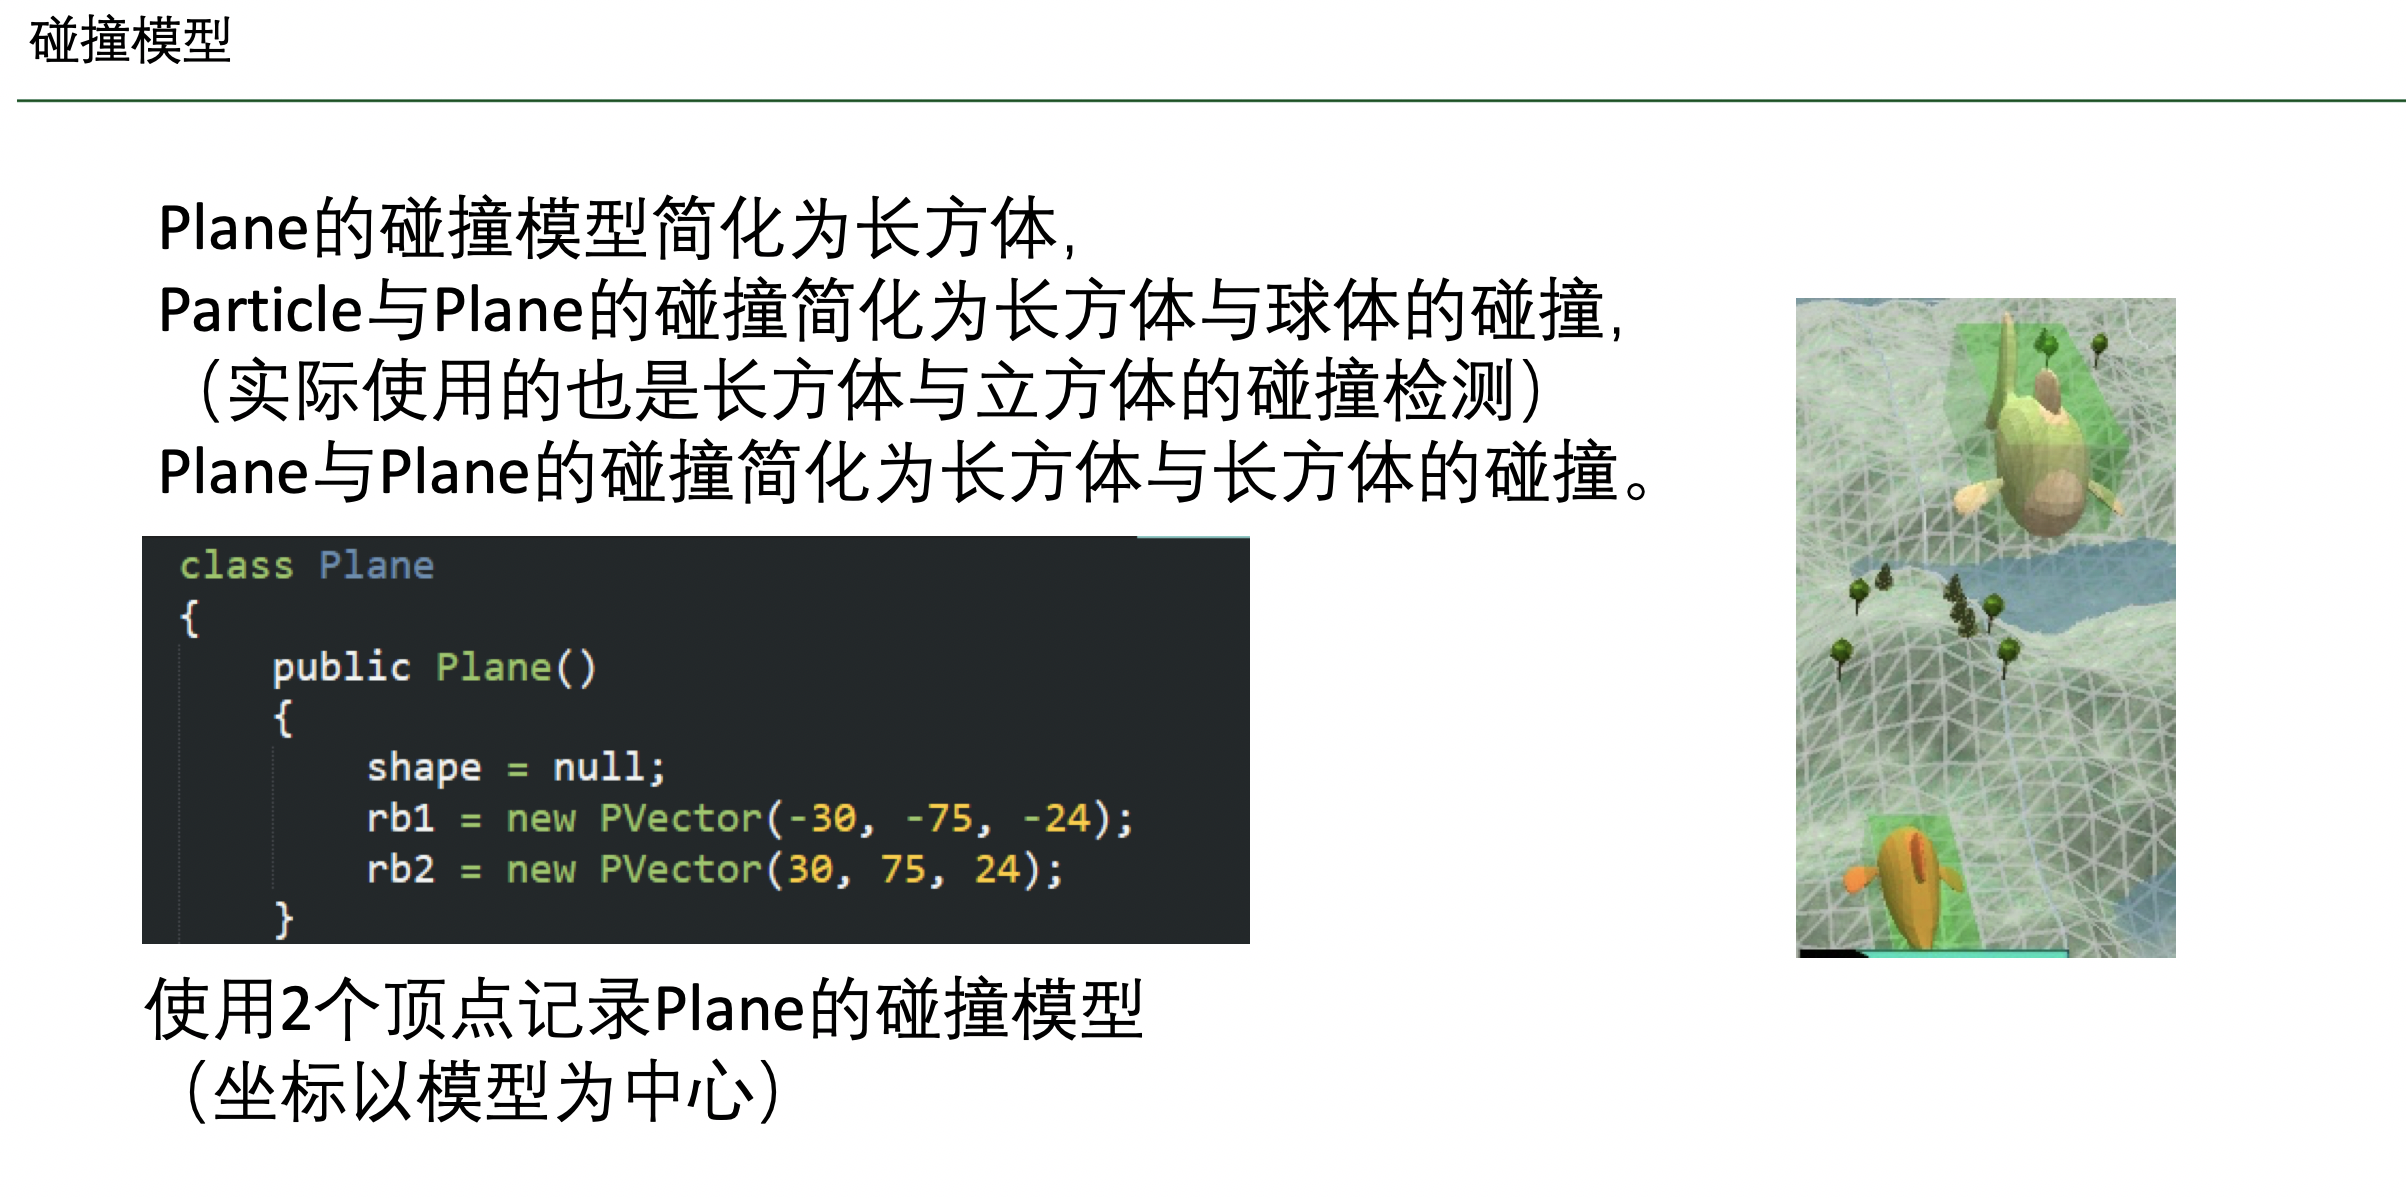 碰撞模型
Plane的碰撞模型简化为长方体,
Particle与Plane的碰撞简化为长方体与球体的碰撞,
（实际使用的也是长方体与立方体的碰撞检测）
Plane与Plane的碰撞简化为长方体与长方体的碰撞。
class Plane
{
public Plane()
{
shape = null;
rb1 = new PVector(-30, -75, -24);
rb2 = new PVector(30, 75, 24);
}
使用2个顶点记录Plane的碰撞模型
（坐标以模型为中心）